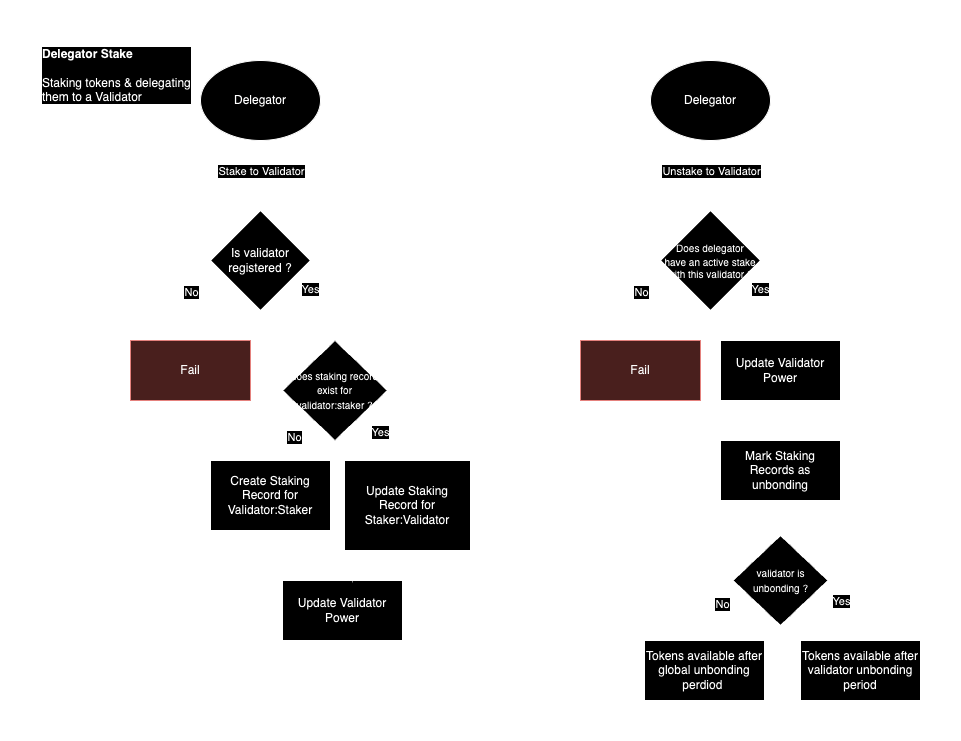 Delegator Stake
Staking tokens & delegating
them to a Validator
Delegator
Stake to Validator
Is validator
registered ?
No
Yes
Fail
oes staking recor
exist for
validator:staker ?
No
Yes
Create Staking
Record for
Validator:Staker
Update Staking
Record for
Staker:Validator
Update Validator
Power
Delegator
Unstake to Validator
Does delegator
have an active stake
ith this validator
No
Yes
Fail
Update Validator
Power
Mark Staking
Records as
unbonding
validator is
unbonding ?
No
Yes
Tokens available after
global unbonding
perdiod
Tokens available after
validator unbonding
period